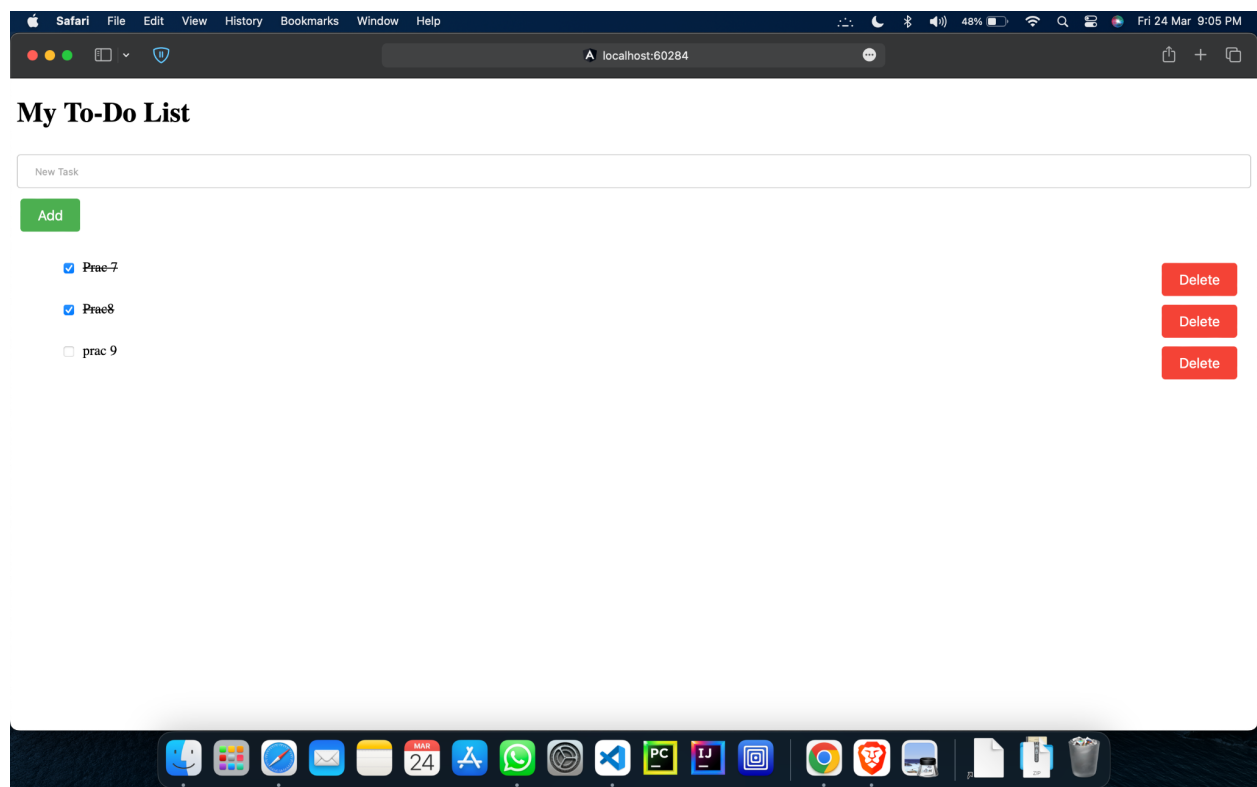 Safari File Edit View History Bookmarks Window Help 48% Fri 24 Mar 9:05 PM
localhost:60284
My To-Do List
New Task
Add
Prac 7 Delete
Prac8 Delete
prac 9 Delete
MAR
24
PC
IJ
ZIP